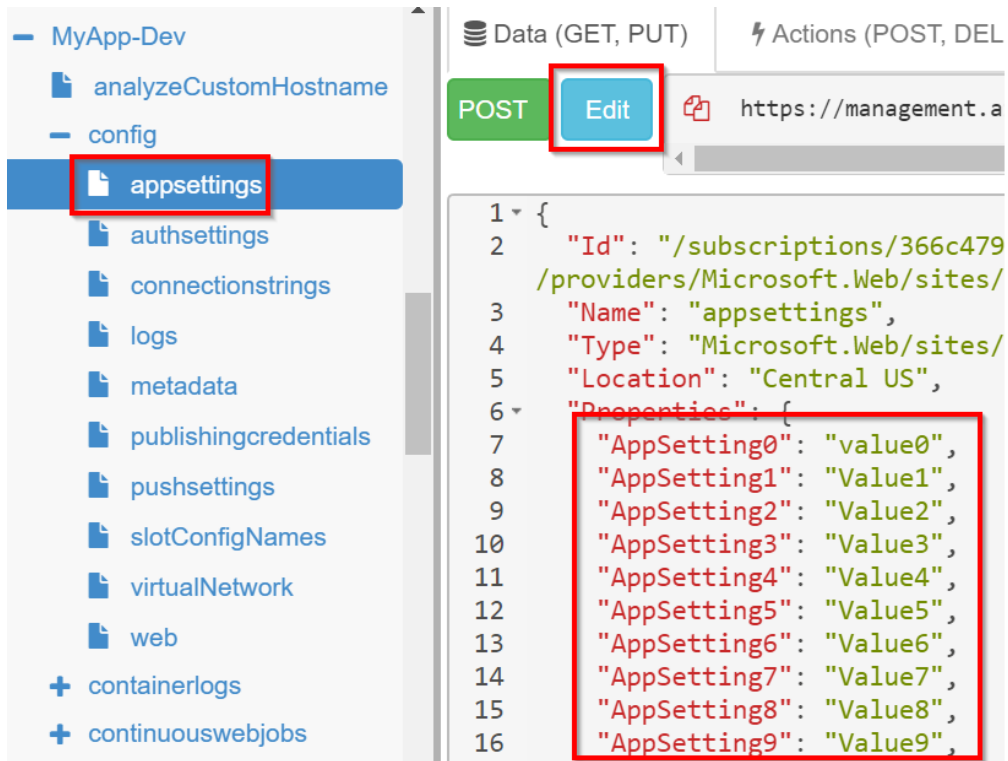 MyApp-Dev
analyzeCustomHostname
config
appsettings
authsettings
connectionstrings
logs
metadata
publishingcredentials
pushsettings
slotConfigNames
virtualNetwork
web
containerlogs
continuouswebjobs
Data (GET, PUT)
Actions (POST, DEL
POST
Edit
https://management.a
1 {
2 "Id": "/subscriptions/366c479
/providers/Microsoft.Web/sites/
3 "Name": "appsettings",
4 "Type": "Microsoft.Web/sites/
5 "Location": "Central US",
6 "Properties": {
7 "AppSetting0": "value0",
8 "AppSetting1": "Value1",
9 "AppSetting2": "Value2",
10 "AppSetting3": "Value3",
11 "AppSetting4": "Value4",
12 "AppSetting5": "Value5",
13 "AppSetting6": "Value6",
14 "AppSetting7": "Value7",
15 "AppSetting8": "Value8",
16 "AppSetting9": "Value9",